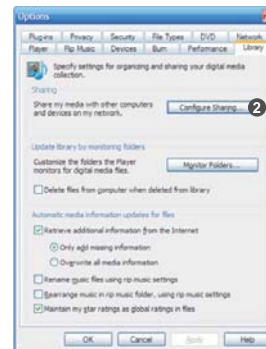 Options
Plug-ins Privacy Security File Types DVD Network
Player Rip Music Devices Burn Performance Library
Specify settings for organizing and sharing your digital media
collection.
Sharing
Share my media with other computers
and devices on my network.
Configure Sharing...
2
Update library by monitoring folders
Customize the folders the Player
monitors for digital media.
Monitor Folders...
Delete files from computer when deleted from library
Automatic media information updates for files
Retrieve additional information from the Internet
Only add missing information
Overwrite all media information
Rename music files using rip music settings
Rearrange music in rip music folder, using rip music settings
Maintain my star ratings as global ratings in files
OK Cancel Apply Help